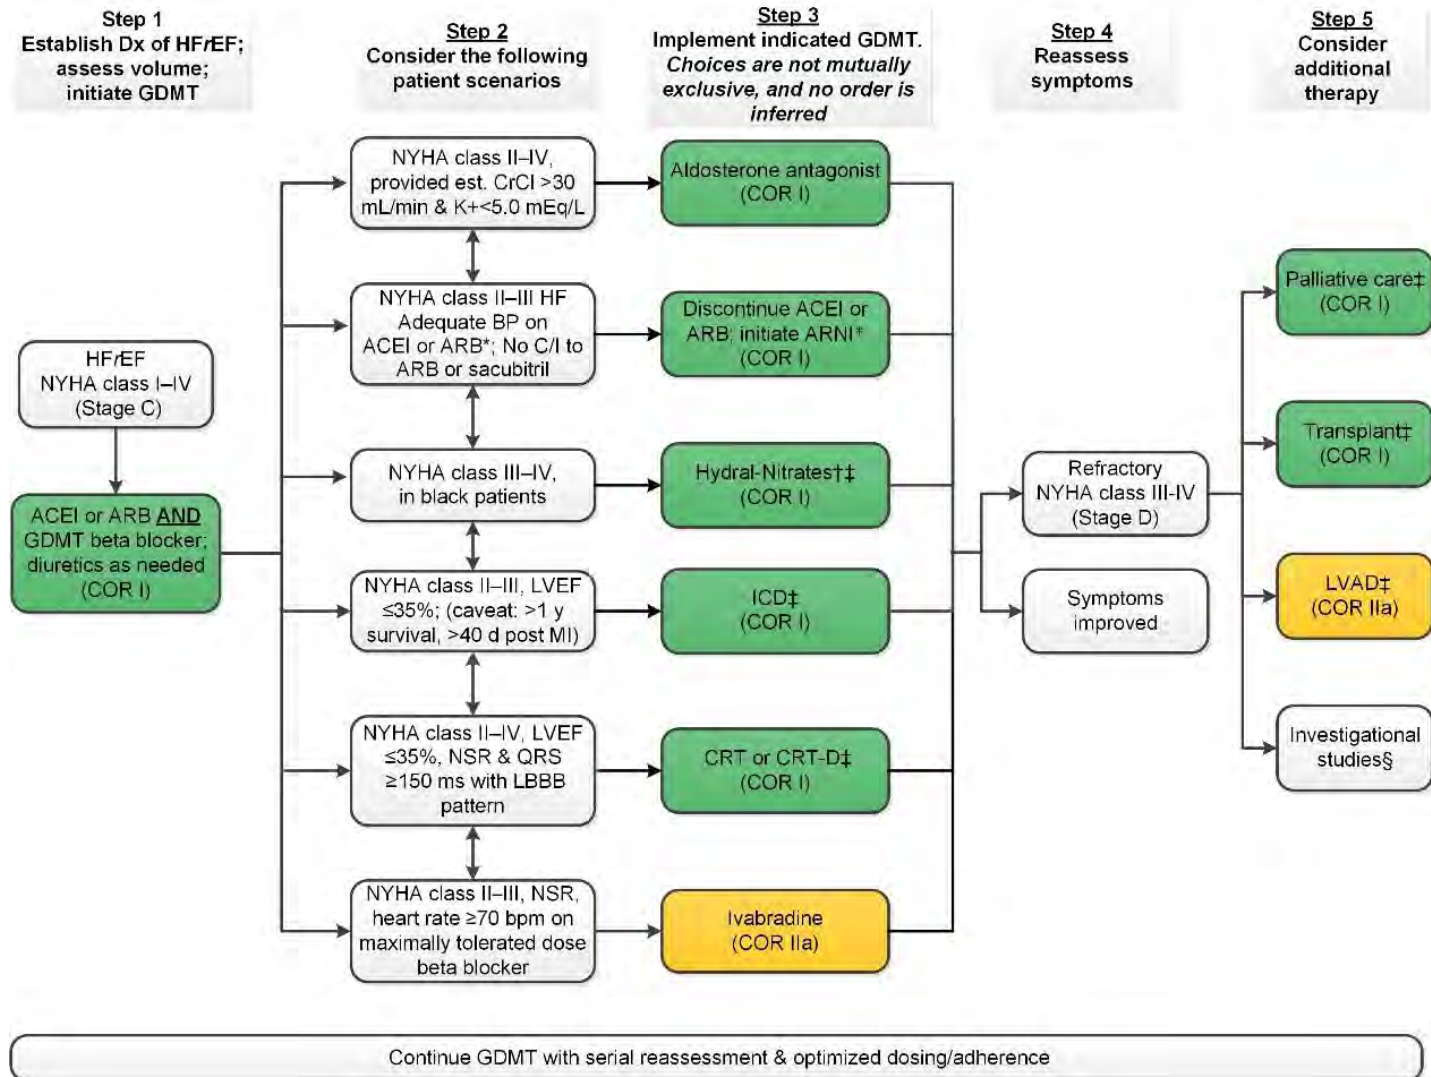 Step 1
Establish Dx of HFrEF;
assess volume;
initiate GDMT
Step 2
Consider the following
patient scenarios
Step 3
Implement indicated GDMT.
Choices are not mutually
exclusive, and no order is
inferred
Step 4
Reassess
symptoms
Step 5
Consider
additional
therapy
HFrEF
NYHA class I–IV
(Stage C)
ACEI or ARB AND
GDMT beta blocker;
diuretics as needed
(COR I)
NYHA class II–IV,
provided est. CrCl >30
mL/min & K+<5.0 mEq/L
NYHA class II–III HF
Adequate BP on
ACEI or ARB*; No C/I to
ARB or sacubitril
NYHA class III–IV,
in black patients
NYHA class II–III, LVEF
≤35%; (caveat: >1 y
survival, >40 d post MI)
NYHA class II–IV, LVEF
≤35%, NSR & QRS
≥150 ms with LBBB
pattern
NYHA class II–III, NSR,
heart rate ≥70 bpm on
maximally tolerated dose
beta blocker
Aldosterone antagonist
(COR I)
Discontinue ACEI or
ARB; initiate ARNI*
(COR I)
Hydral-Nitrates†‡
(COR I)
ICD‡
(COR I)
CRT or CRT-D‡
(COR I)
Ivabradine
(COR IIa)
Refractory
NYHA class III-IV
(Stage D)
Symptoms
improved
Palliative care‡
(COR I)
Transplant‡
(COR I)
LVAD‡
(COR IIa)
Investigational
studies§
Continue GDMT with serial reassessment & optimized dosing/adherence